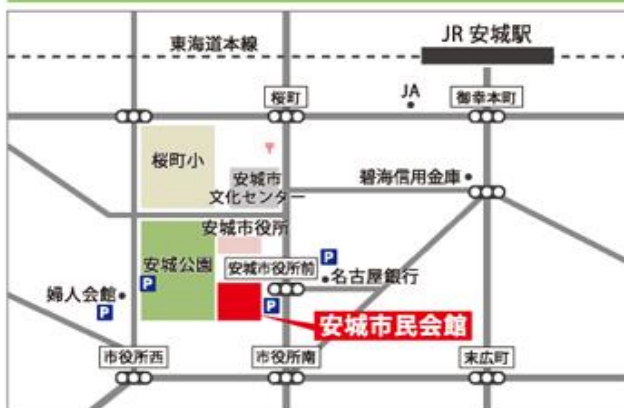 JR 安城駅
東海道本線
桜町
JA
御幸本町
桜町小
〒
安城市
文化センター
碧海信用金庫
安城市役所
安城公園
安城市役所前
P
名古屋銀行
P
婦人会館
P
P
安城市民会館
市役所西
市役所南
末広町